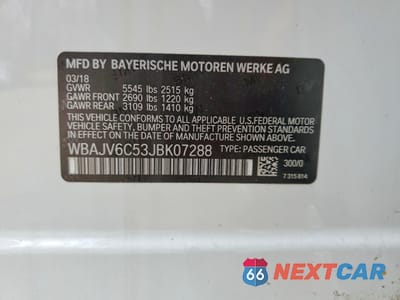 MFD BY BAYERISCHE MOTOREN WERKE AG
03/18
GVWR 5545 lbs 2515 kg
GAWR FRONT 2690 lbs 1220 kg
GAWR REAR 3109 lbs 1410 kg
THIS VEHICLE CONFORMS TO ALL APPLICABLE
U.S.FEDERAL MOTOR
VEHICLE SAFETY, BUMPER, AND THEFT PREVENTION
STANDARDS IN EFFECT ON THE DATE OF
MANUFACTURE SHOWN ABOVE.
WBAJV6C53JBK07288 TYPE: PASSENGER CAR
300/0
7315814
66 NEXTCAR